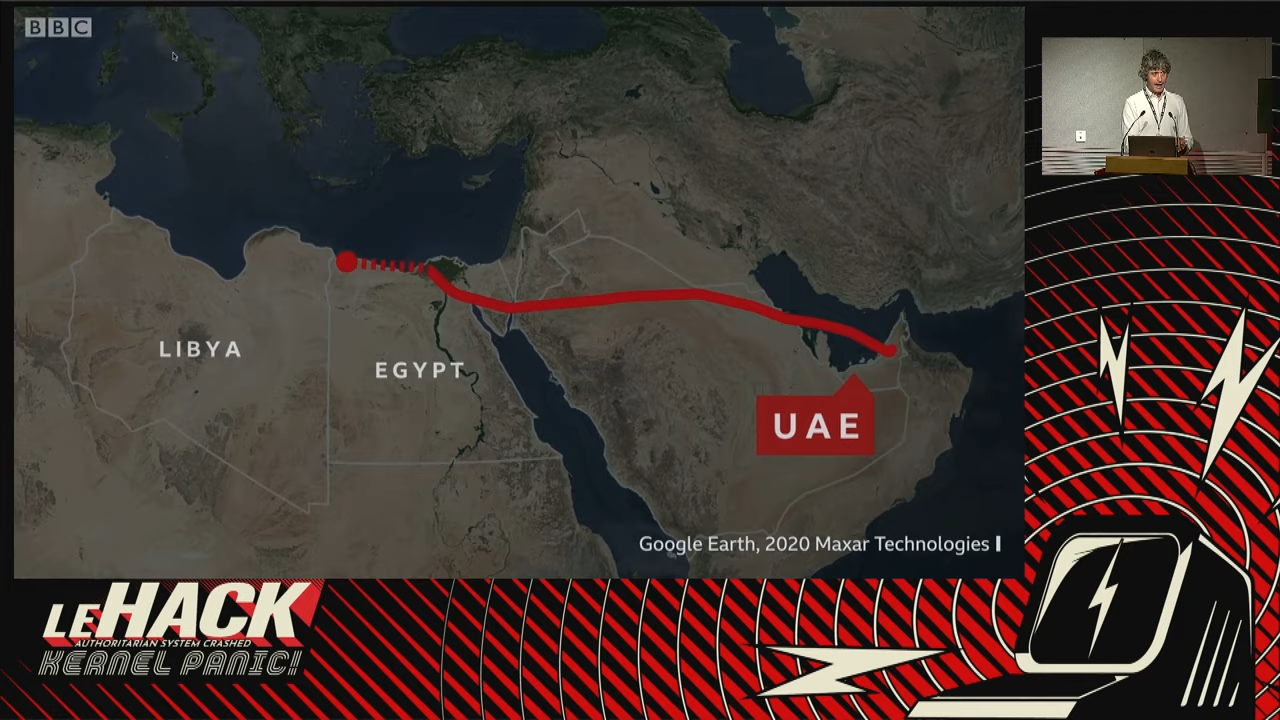 BBC
LIBYA
EGYPT
UAE
Google Earth, 2020 Maxar Technologies
LEHACK
AUTHORITARIAN SYSTEM CRASHED
KERNEL PANIC!